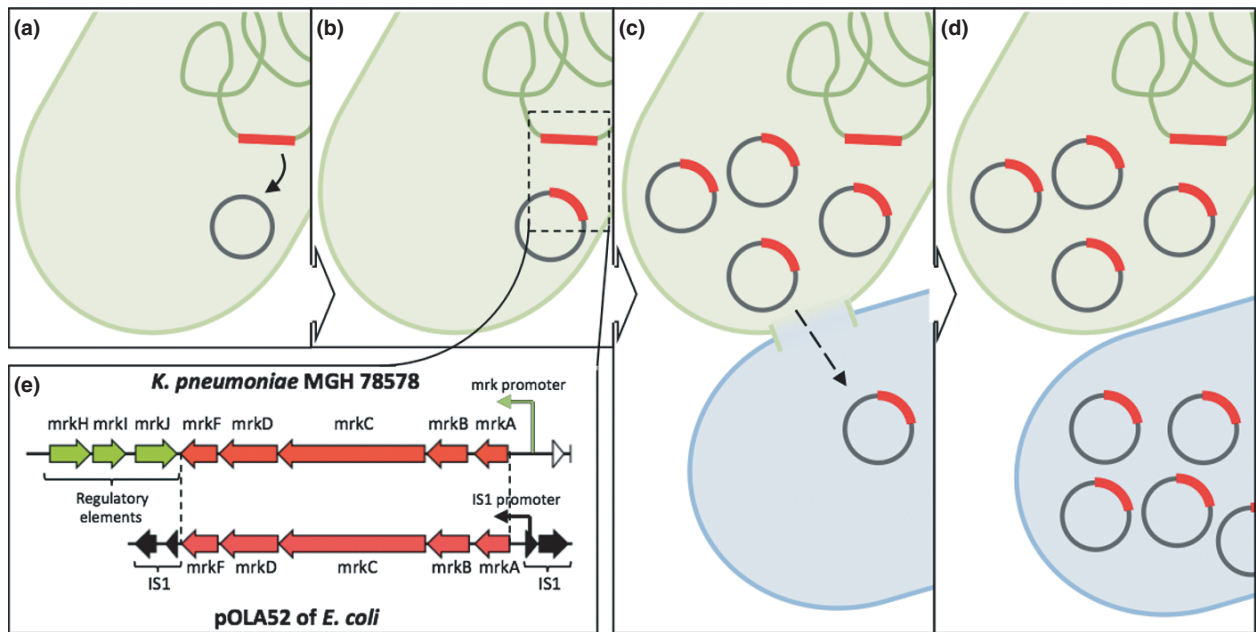 (a)
(b)
(c)
(d)
(e)
K. pneumoniae MGH 78578
mrk promoter
mrkH mrkI mrkJ mrkF mrkD mrkC mrkB mrkA
Regulatory
elements
IS1 promoter
mrkF mrkD mrkC mrkB mrkA
IS1 IS1
pOLA52 of E. coli